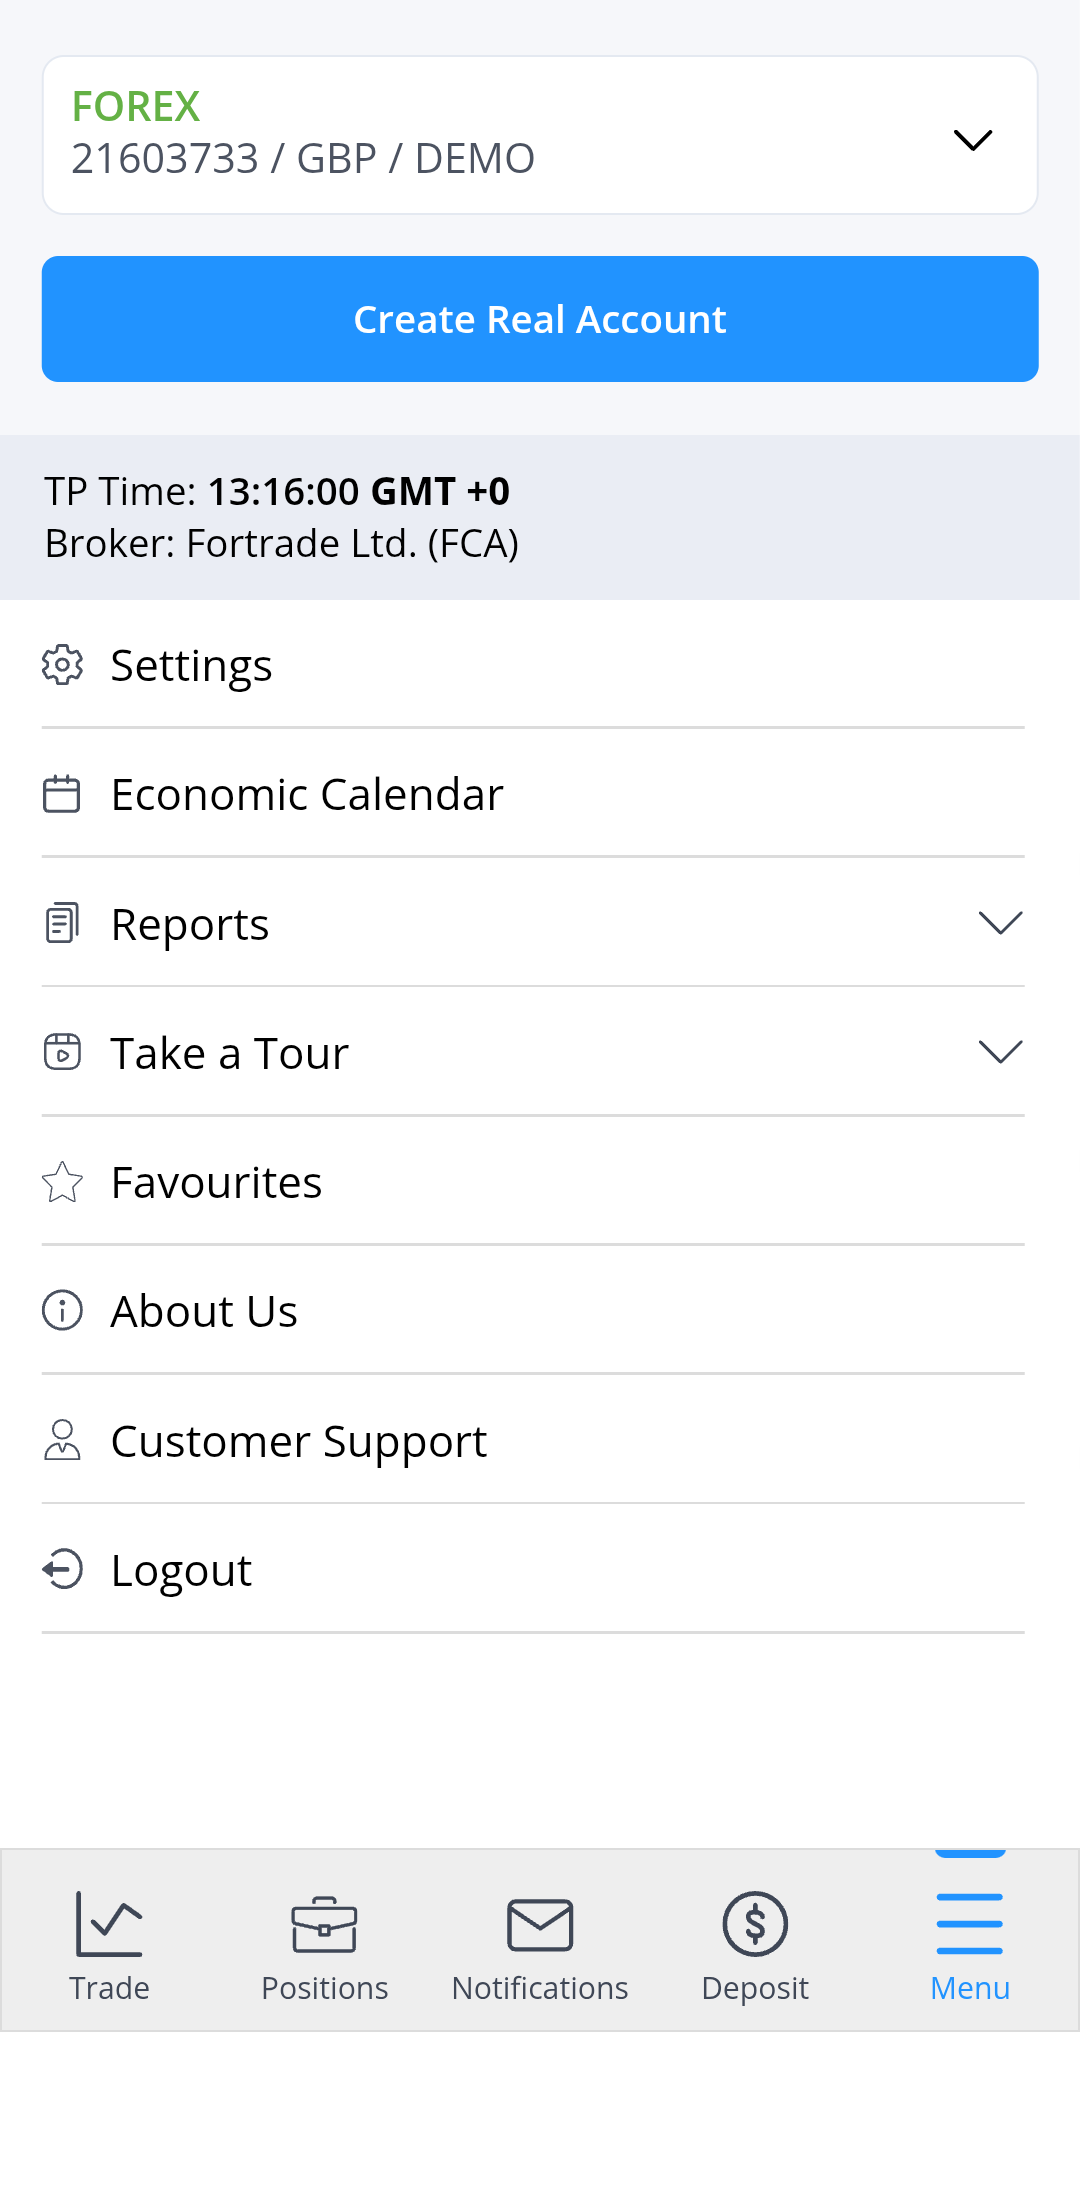 FOREX
21603733 / GBP / DEMO
Create Real Account
TP Time: 13:16:00 GMT +0
Broker: Fortrade Ltd. (FCA)
Settings
Economic Calendar
Reports
Take a Tour
Favourites
About Us
Customer Support
Logout
Trade
Positions
Notifications
Deposit
Menu